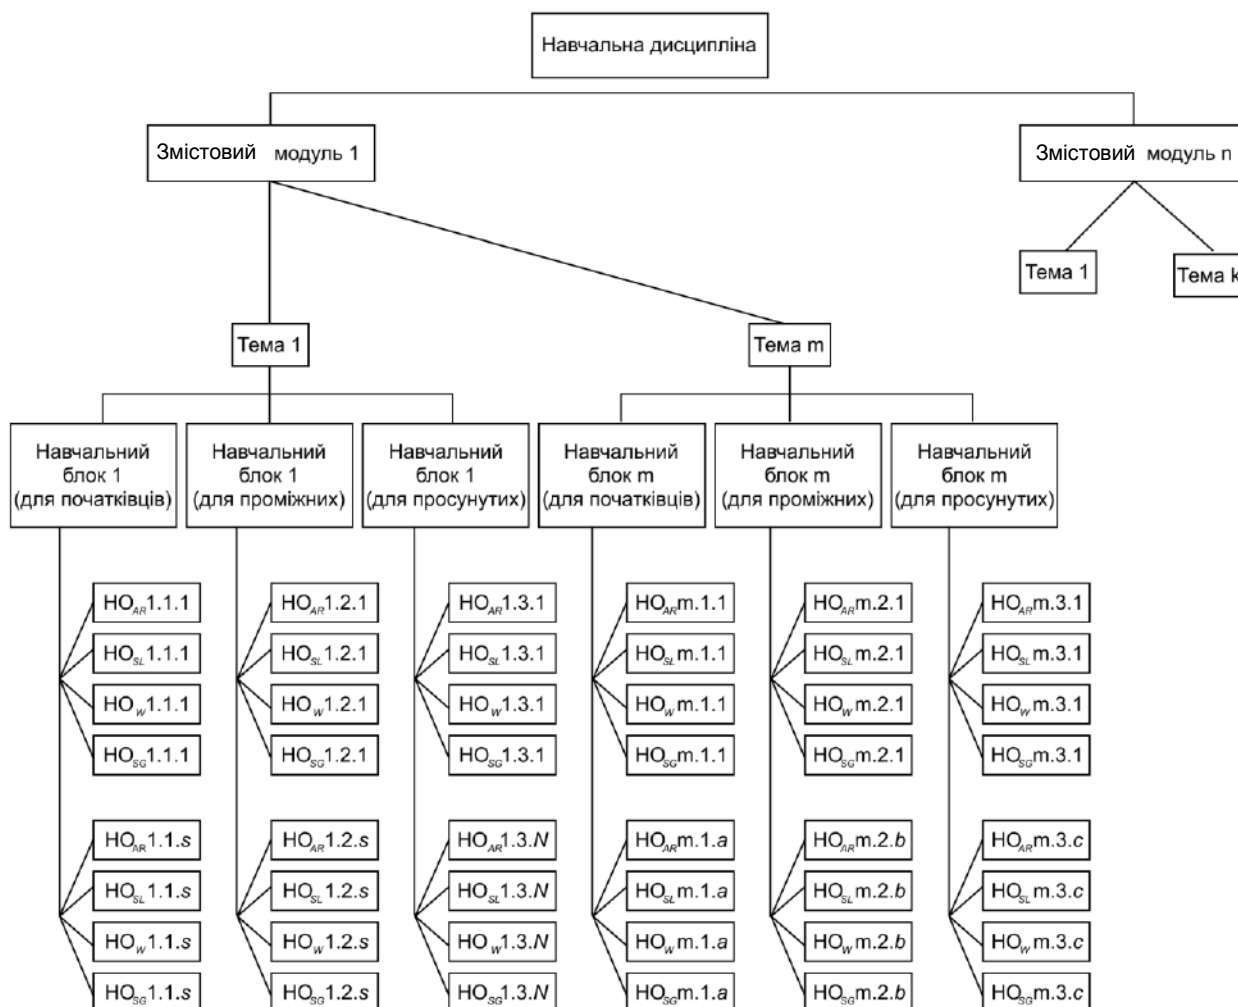 Навчальна дисципліна
Змістовий модуль 1
Змістовий модуль n
Тема 1
Тема k
Тема 1
Тема m
Навчальний
блок 1
(для початківців)
Навчальний
блок 1
(для проміжних)
Навчальний
блок 1
(для просунутих)
Навчальний
блок m
(для початківців)
Навчальний
блок m
(для проміжних)
Навчальний
блок m
(для просунутих)
НО_AR1.1.1
НО_SL1.1.1
НО_W1.1.1
НО_SG1.1.1
НО_AR1.1.s
НО_SL1.1.s
НО_W1.1.s
НО_SG1.1.s
НО_AR1.2.1
НО_SL1.2.1
НО_W1.2.1
НО_SG1.2.1
НО_AR1.2.s
НО_SL1.2.s
НО_W1.2.s
НО_SG1.2.s
НО_AR1.3.1
НО_SL1.3.1
НО_W1.3.1
НО_SG1.3.1
НО_AR1.3.N
НО_SL1.3.N
НО_W1.3.N
НО_SG1.3.N
НО_ARm.1.1
НО_SLm.1.1
НО_Wm.1.1
НО_SGm.1.1
НО_ARm.1.a
НО_SLm.1.a
НО_Wm.1.a
НО_SGm.1.a
НО_ARm.2.1
НО_SLm.2.1
НО_Wm.2.1
НО_SGm.2.1
НО_ARm.2.b
НО_SLm.2.b
НО_Wm.2.b
НО_SGm.2.b
НО_ARm.3.1
НО_SLm.3.1
НО_Wm.3.1
НО_SGm.3.1
НО_ARm.3.c
НО_SLm.3.c
НО_Wm.3.c
НО_SGm.3.c